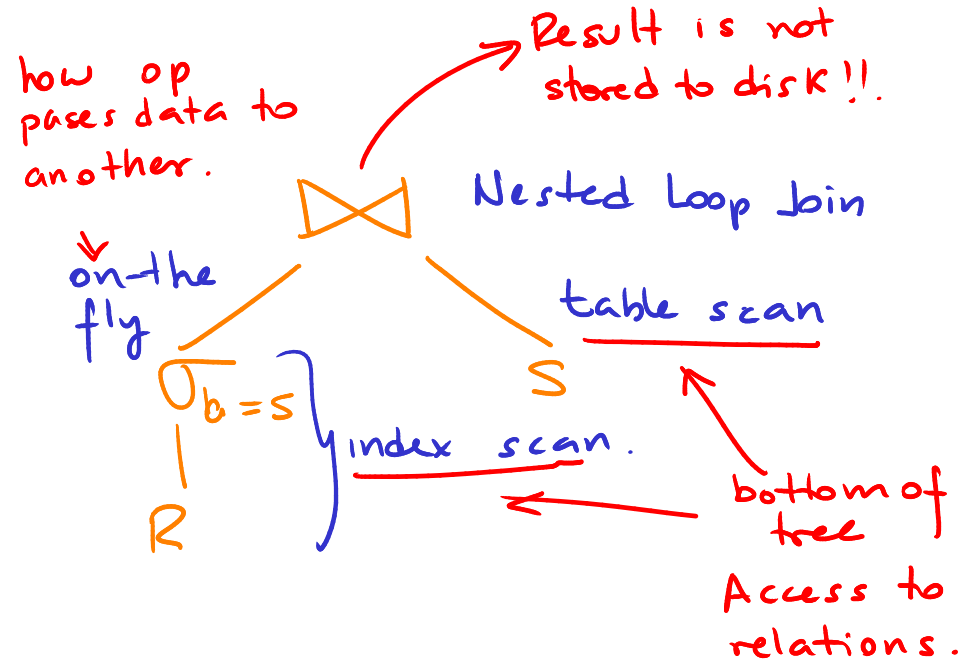 Result is not
stored to disk!!.
how op
pases data to
another.
Nested Loop Join
on-the
fly
table scan
σb=5
S
index scan.
R
bottom of
tree
Access to
relations.